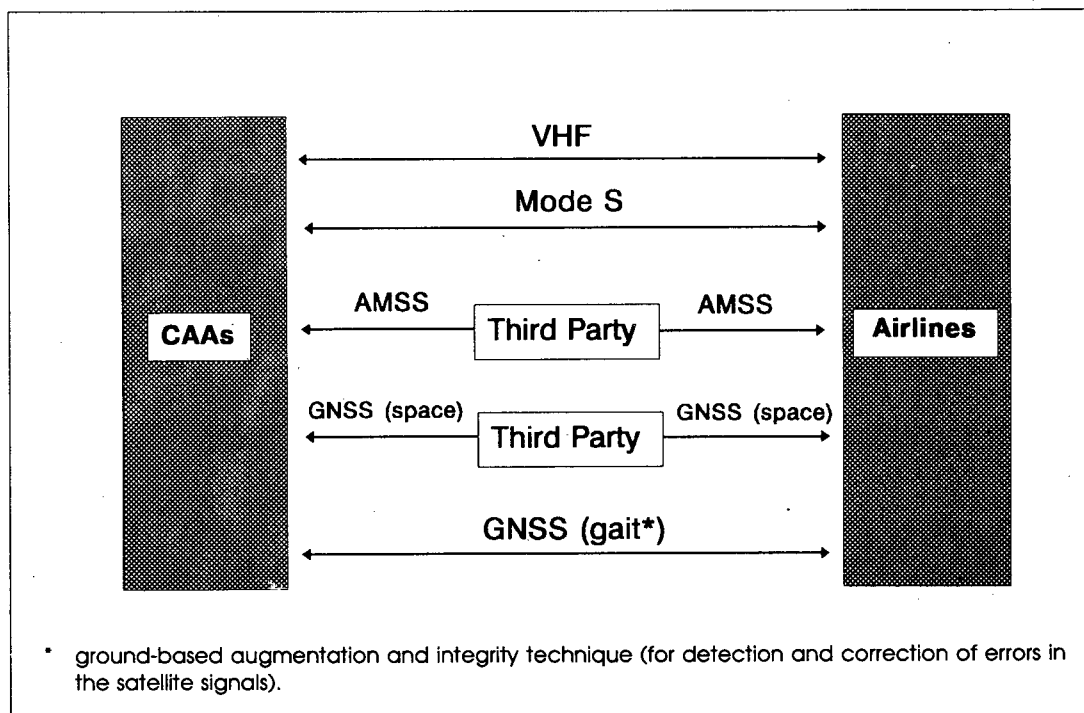 VHF
Mode S
AMSS
Third Party
AMSS
CAAs
Airlines
GNSS (space)
Third Party
GNSS (space)
GNSS (gait*)
* ground-based augmentation and integrity technique (for detection and correction of errors in
the satellite signals).